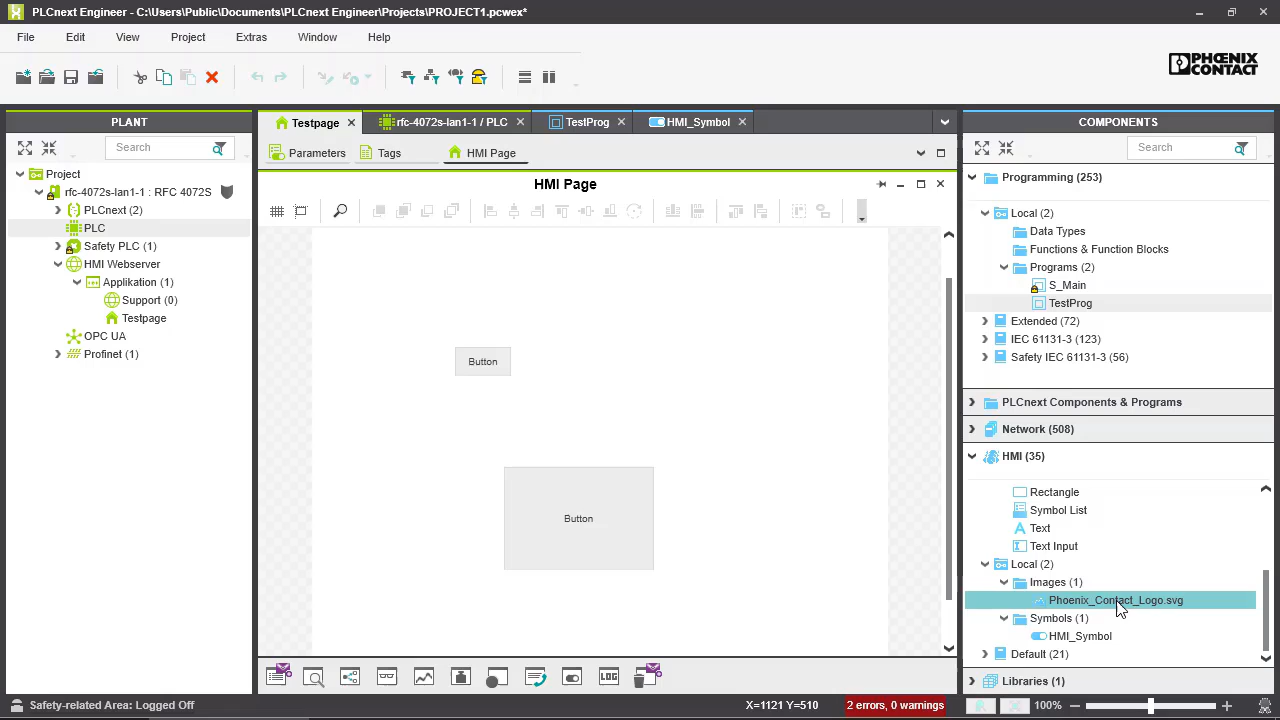 PLCnext Engineer - C:\Users\Public\Documents\PLCnext Engineer\Projects\PROJECT1.pcwex*
File Edit View Project Extras Window Help
PHŒNIX CONTACT
PLANT
Search
Project
rfc-4072s-lan1-1 : RFC 4072S
PLCnext (2)
PLC
Safety PLC (1)
HMI Webserver
Applikation (1)
Support (0)
Testpage
OPC UA
Profinet (1)
Testpage rfc-4072s-lan1-1 / PLC TestProg HMI_Symbol
Parameters Tags HMI Page
HMI Page
Button
Button
LOG
COMPONENTS
Search
Programming (253)
Local (2)
Data Types
Functions & Function Blocks
Programs (2)
S_Main
TestProg
Extended (72)
IEC 61131-3 (123)
Safety IEC 61131-3 (56)
PLCnext Components & Programs
Network (508)
HMI (35)
Rectangle
Symbol List
Text
Text Input
Local (2)
Images (1)
Phoenix_Contact_Logo.svg
Symbols (1)
HMI_Symbol
Default (21)
Libraries (1)
Safety-related Area: Logged Off X=1121 Y=510 2 errors, 0 warnings 100%